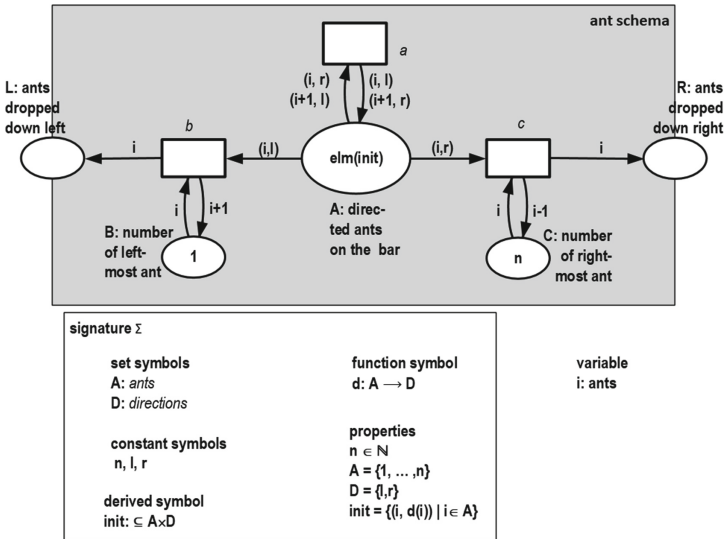 ant schema
a
(i, r)
(i+1, l)
(i, l)
(i+1, r)
L: ants
dropped
down left
R: ants
dropped
down right
b
c
i
(i,l)
elm(init)
(i,r)
i
i
i+1
A: direc-
ted ants
on the bar
i
i-1
B: number
of left-
most ant
1
n
C: number
of right-
most ant
signature Σ
set symbols
A: ants
D: directions
constant symbols
n, l, r
derived symbol
init: ⊆ A×D
function symbol
d: A ⟶ D
properties
n ∈ ℕ
A = {1, … ,n}
D = {l,r}
init = {(i, d(i)) | i∈ A}
variable
i: ants